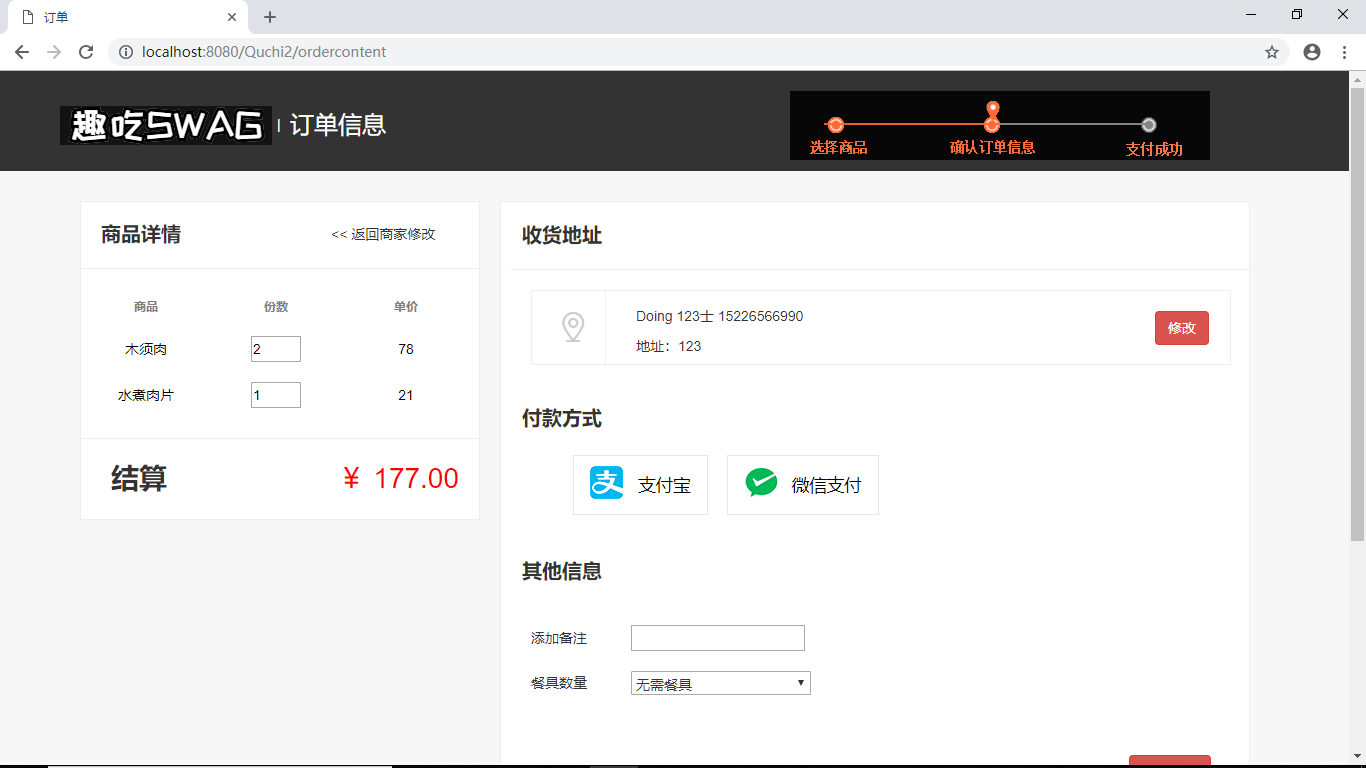 订单
localhost:8080/Quchi2/ordercontent
趣吃SWAG | 订单信息
选择商品 确认订单信息 支付成功
商品详情 << 返回商家修改
商品 份数 单价
木须肉 2 78
水煮肉片 1 21
结算 ¥ 177.00
收货地址
Doing 123士 15226566990
地址：123
修改
付款方式
支付宝 微信支付
其他信息
添加备注
餐具数量 无需餐具